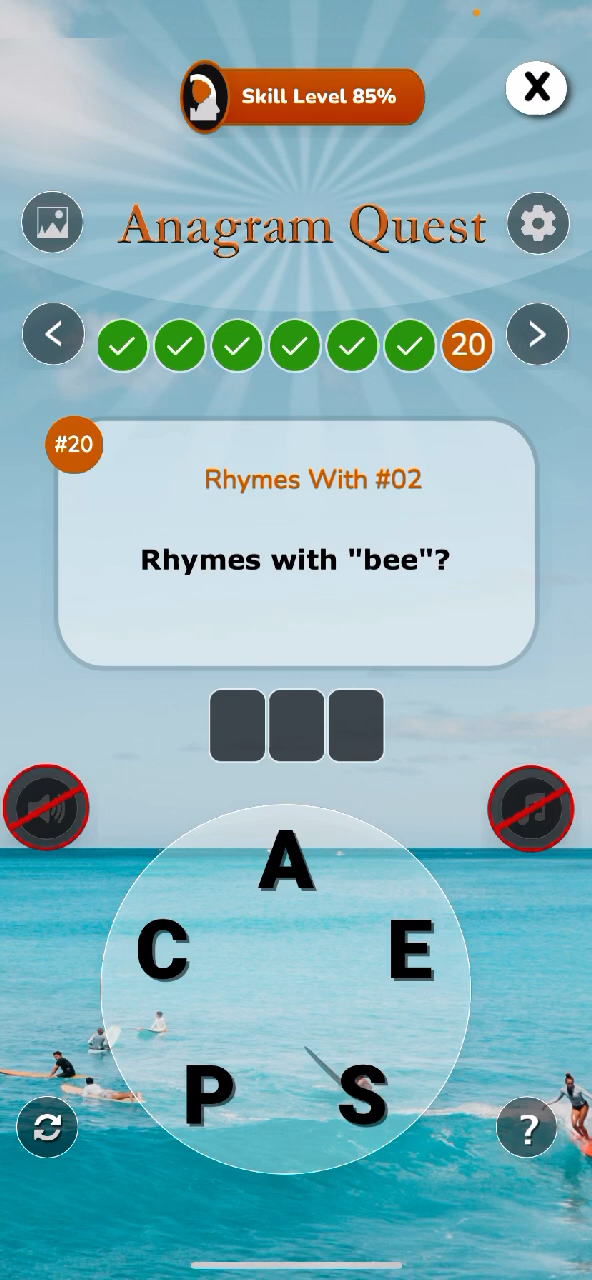 Skill Level 85%
X
Anagram Quest
< 20 >
#20
Rhymes With #02
Rhymes with "bee"?
A
C E
P S
?